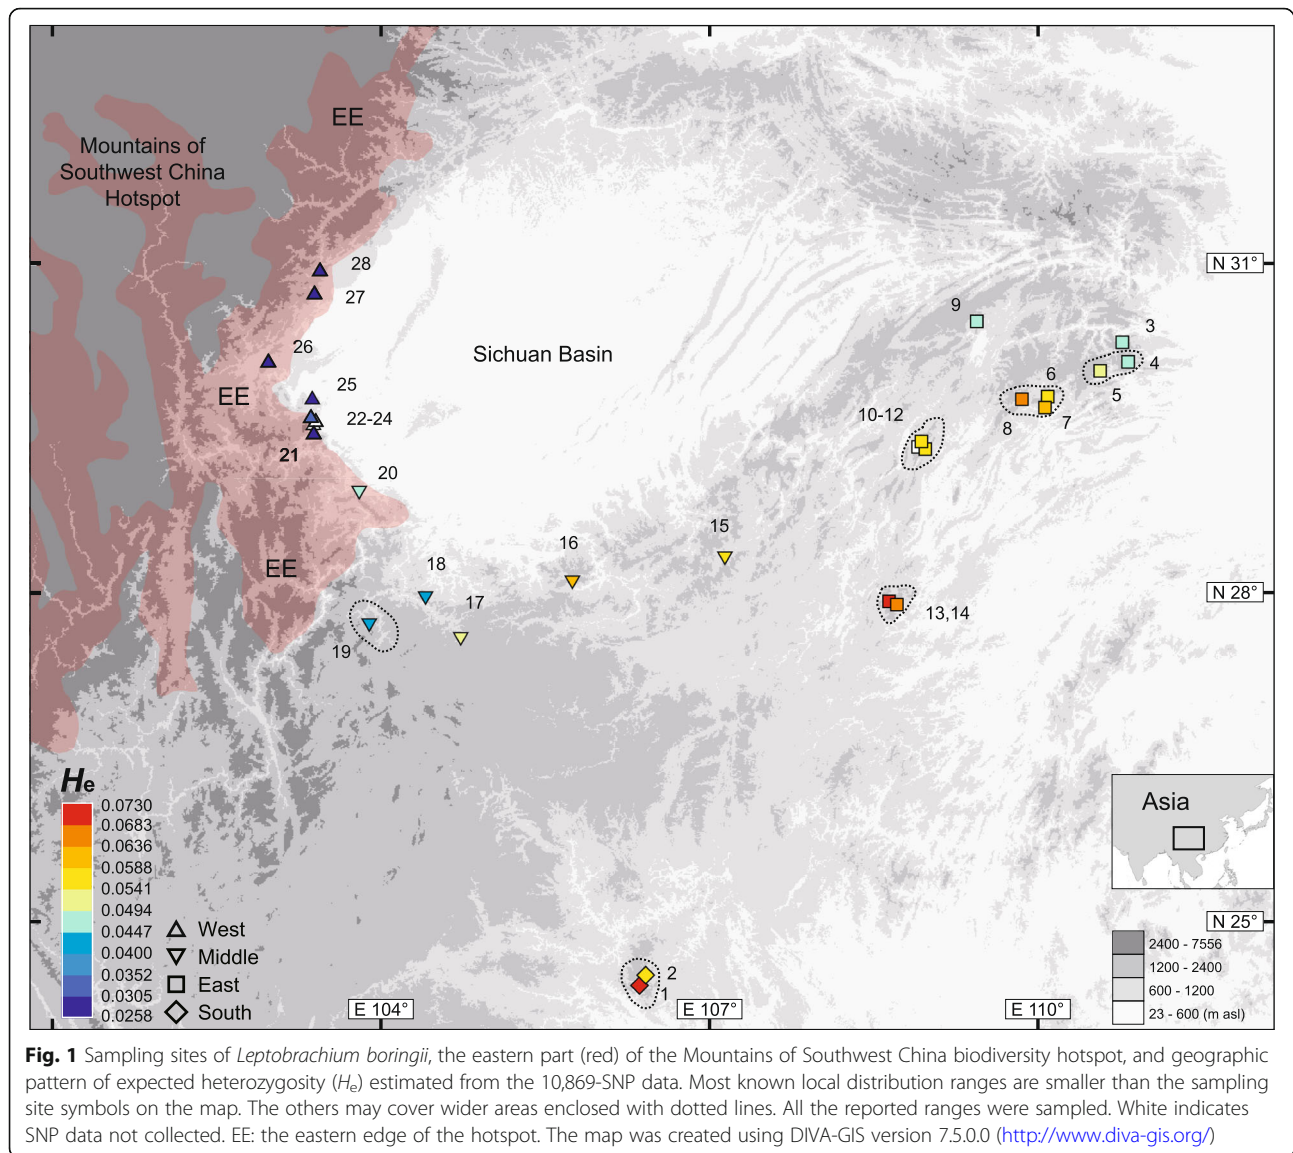 EE
Mountains of
Southwest China
Hotspot
28
27
26
25
22-24
21
20
EE
EE
Sichuan Basin
N 31°
9
3
4
5
6
7
8
10-12
15
16
18
17
19
N 28°
13,14
He
0.0730
0.0683
0.0636
0.0588
0.0541
0.0494
0.0447
0.0400
0.0352
0.0305
0.0258
West
Middle
East
South
2
1
E 104°
E 107°
E 110°
Asia
N 25°
2400 - 7556
1200 - 2400
600 - 1200
23 - 600 (m asl)
Fig. 1 Sampling sites of Leptobrachium boringii, the eastern part (red) of the Mountains of Southwest China biodiversity hotspot, and geographic
pattern of expected heterozygosity (He) estimated from the 10,869-SNP data. Most known local distribution ranges are smaller than the sampling
site symbols on the map. The others may cover wider areas enclosed with dotted lines. All the reported ranges were sampled. White indicates
SNP data not collected. EE: the eastern edge of the hotspot. The map was created using DIVA-GIS version 7.5.0.0 (http://www.diva-gis.org/)